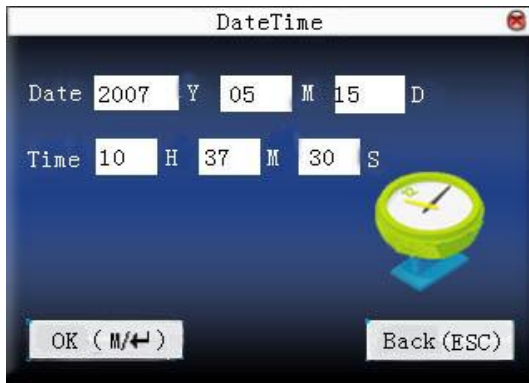 DateTime
Date 2007 Y 05 M 15 D
Time 10 H 37 M 30 S
OK (M/↵) Back(ESC)